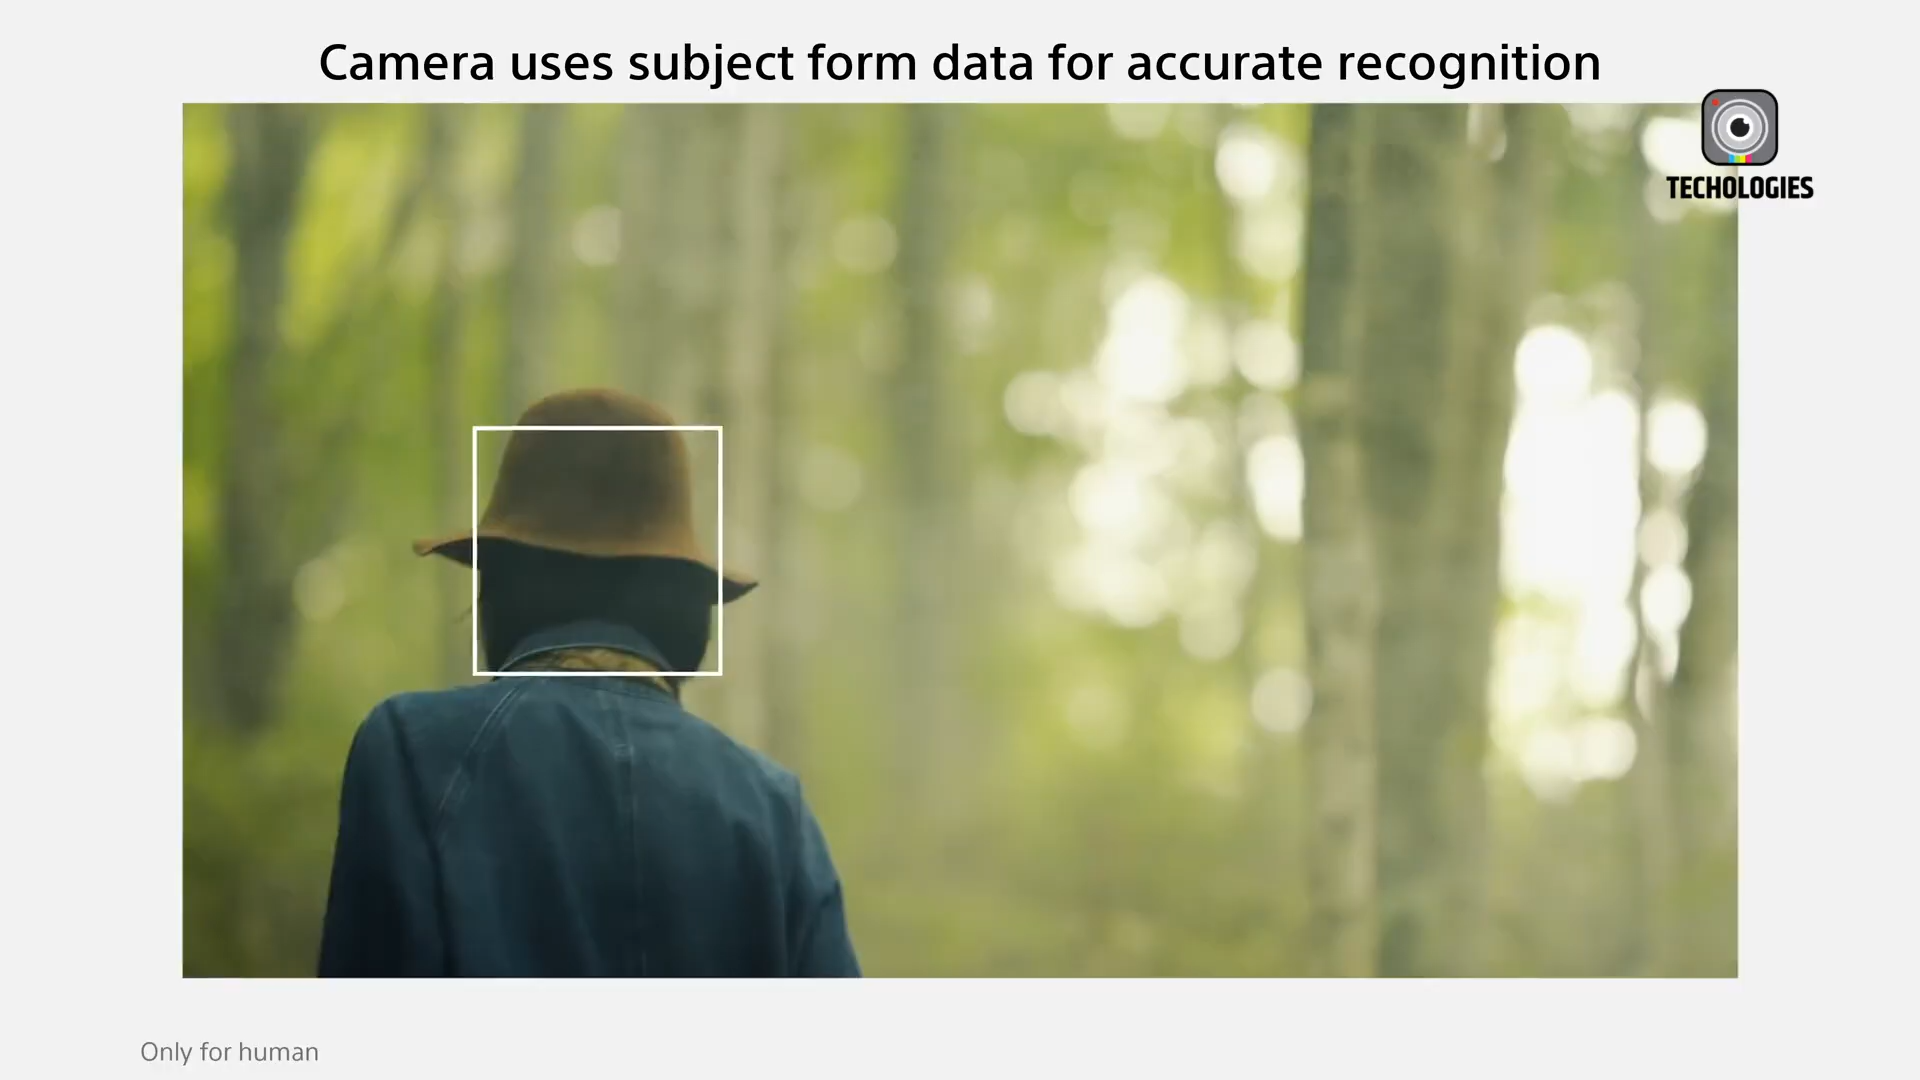 Camera uses subject form data for accurate recognition
TECHOLOGIES
Only for human